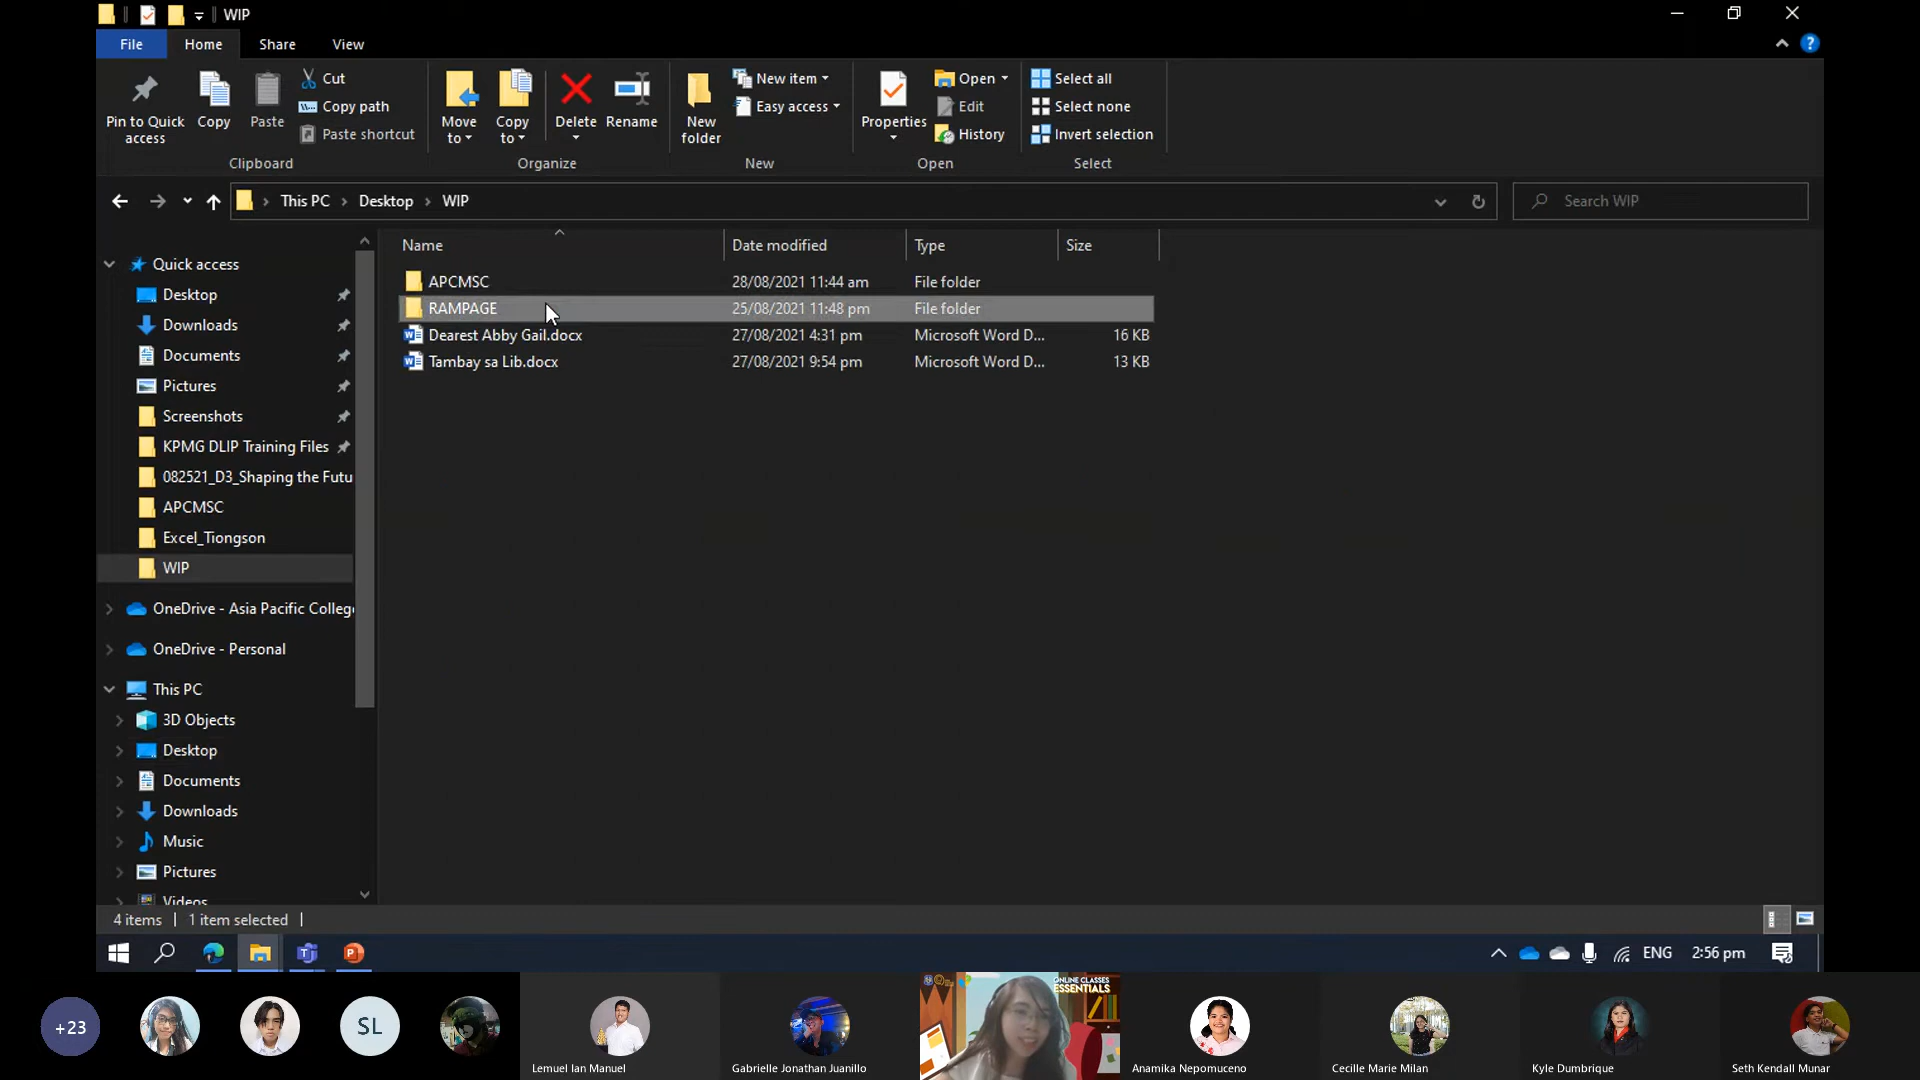 WIP
File Home Share View
Pin to Quick access
Copy
Paste
Cut
Copy path
Paste shortcut
Clipboard
Move to
Copy to
Delete
Rename
Organize
New folder
New item
Easy access
New
Properties
Open
Edit
History
Open
Select all
Select none
Invert selection
Select
This PC > Desktop > WIP
Search WIP
Quick access
Desktop
Downloads
Documents
Pictures
Screenshots
KPMG DLIP Training Files
082521_D3_Shaping the Futu
APCMSC
Excel_Tiongson
WIP
OneDrive - Asia Pacific College
OneDrive - Personal
This PC
3D Objects
Desktop
Documents
Downloads
Music
Pictures
Videos
Name Date modified Type Size
APCMSC 28/08/2021 11:44 am File folder
RAMPAGE 25/08/2021 11:48 pm File folder
Dearest Abby Gail.docx 27/08/2021 4:31 pm Microsoft Word D... 16 KB
Tambay sa Lib.docx 27/08/2021 9:54 pm Microsoft Word D... 13 KB
4 items 1 item selected
ENG 2:56 pm
+23
SL
ONLINE CLASSES
ESSENTIALS
Lemuel Ian Manuel
Gabrielle Jonathan Juanillo
Anamika Nepomuceno
Cecille Marie Milan
Kyle Dumbrique
Seth Kendall Munar